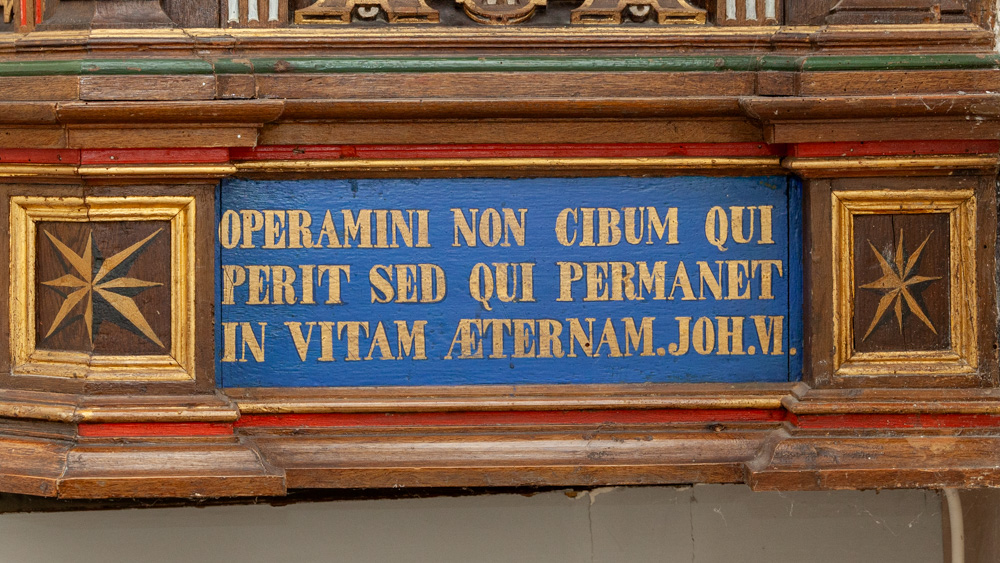 OPERAMINI NON CIBUM QUI
PERIT SED QUI PERMANET
IN VITAM ÆTERNAM.JOH.VI.